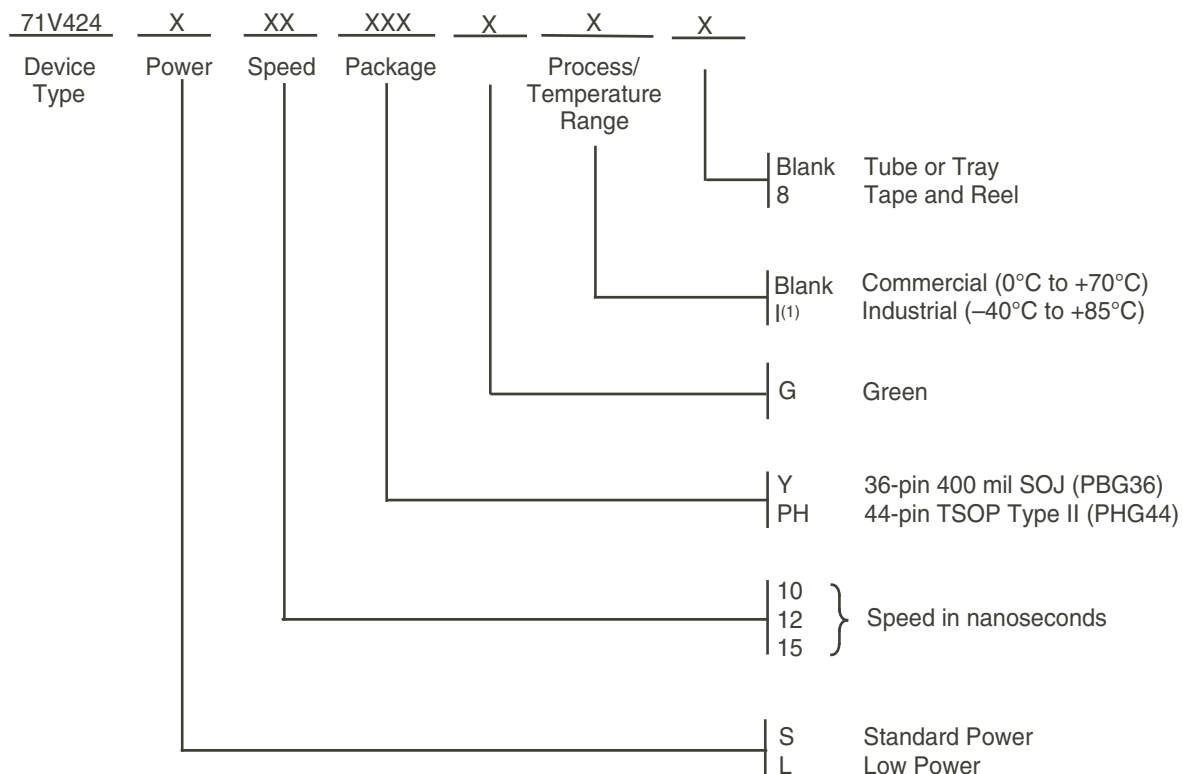 71V424 X XX XXX X X X
Device Type Power Speed Package Process/ Temperature Range
Blank Tube or Tray
8 Tape and Reel
Blank Commercial (0°C to +70°C)
I(1) Industrial (–40°C to +85°C)
G Green
Y 36-pin 400 mil SOJ (PBG36)
PH 44-pin TSOP Type II (PHG44)
10
12 Speed in nanoseconds
15
S Standard Power
L Low Power